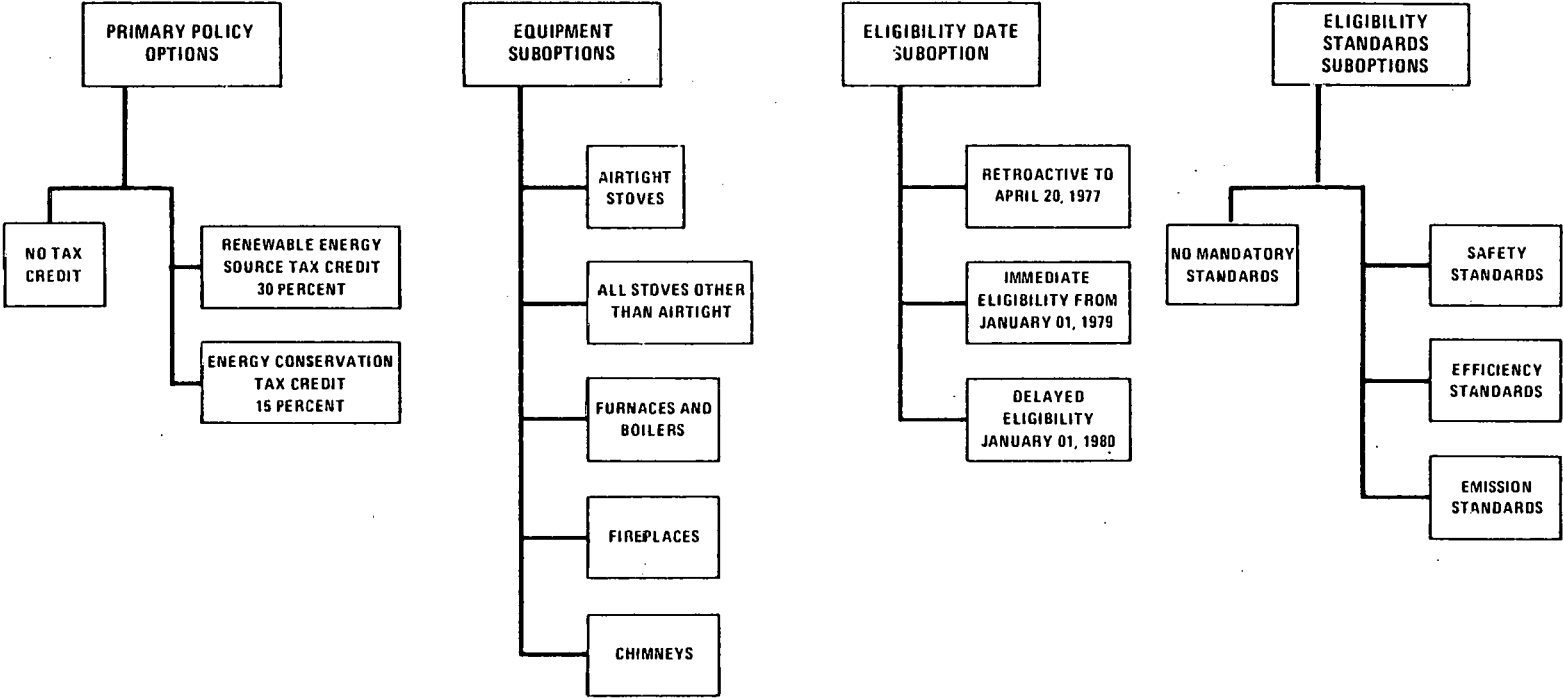 PRIMARY POLICY
OPTIONS
NO TAX
CREDIT
RENEWABLE ENERGY
SOURCE TAX CREDIT
30 PERCENT
ENERGY CONSERVATION
TAX CREDIT
15 PERCENT
EQUIPMENT
SUBOPTIONS
AIRTIGHT
STOVES
ALL STOVES OTHER
THAN AIRTIGHT
FURNACES AND
BOILERS
FIREPLACES
CHIMNEYS
ELIGIBILITY DATE
SUBOPTION
RETROACTIVE TO
APRIL 20, 1977
IMMEDIATE
ELIGIBILITY FROM
JANUARY 01, 1979
DELAYED
ELIGIBILITY
JANUARY 01, 1980
ELIGIBILITY
STANDARDS
SUBOPTIONS
NO MANDATORY
STANDARDS
SAFETY
STANDARDS
EFFICIENCY
STANDARDS
EMISSION
STANDARDS